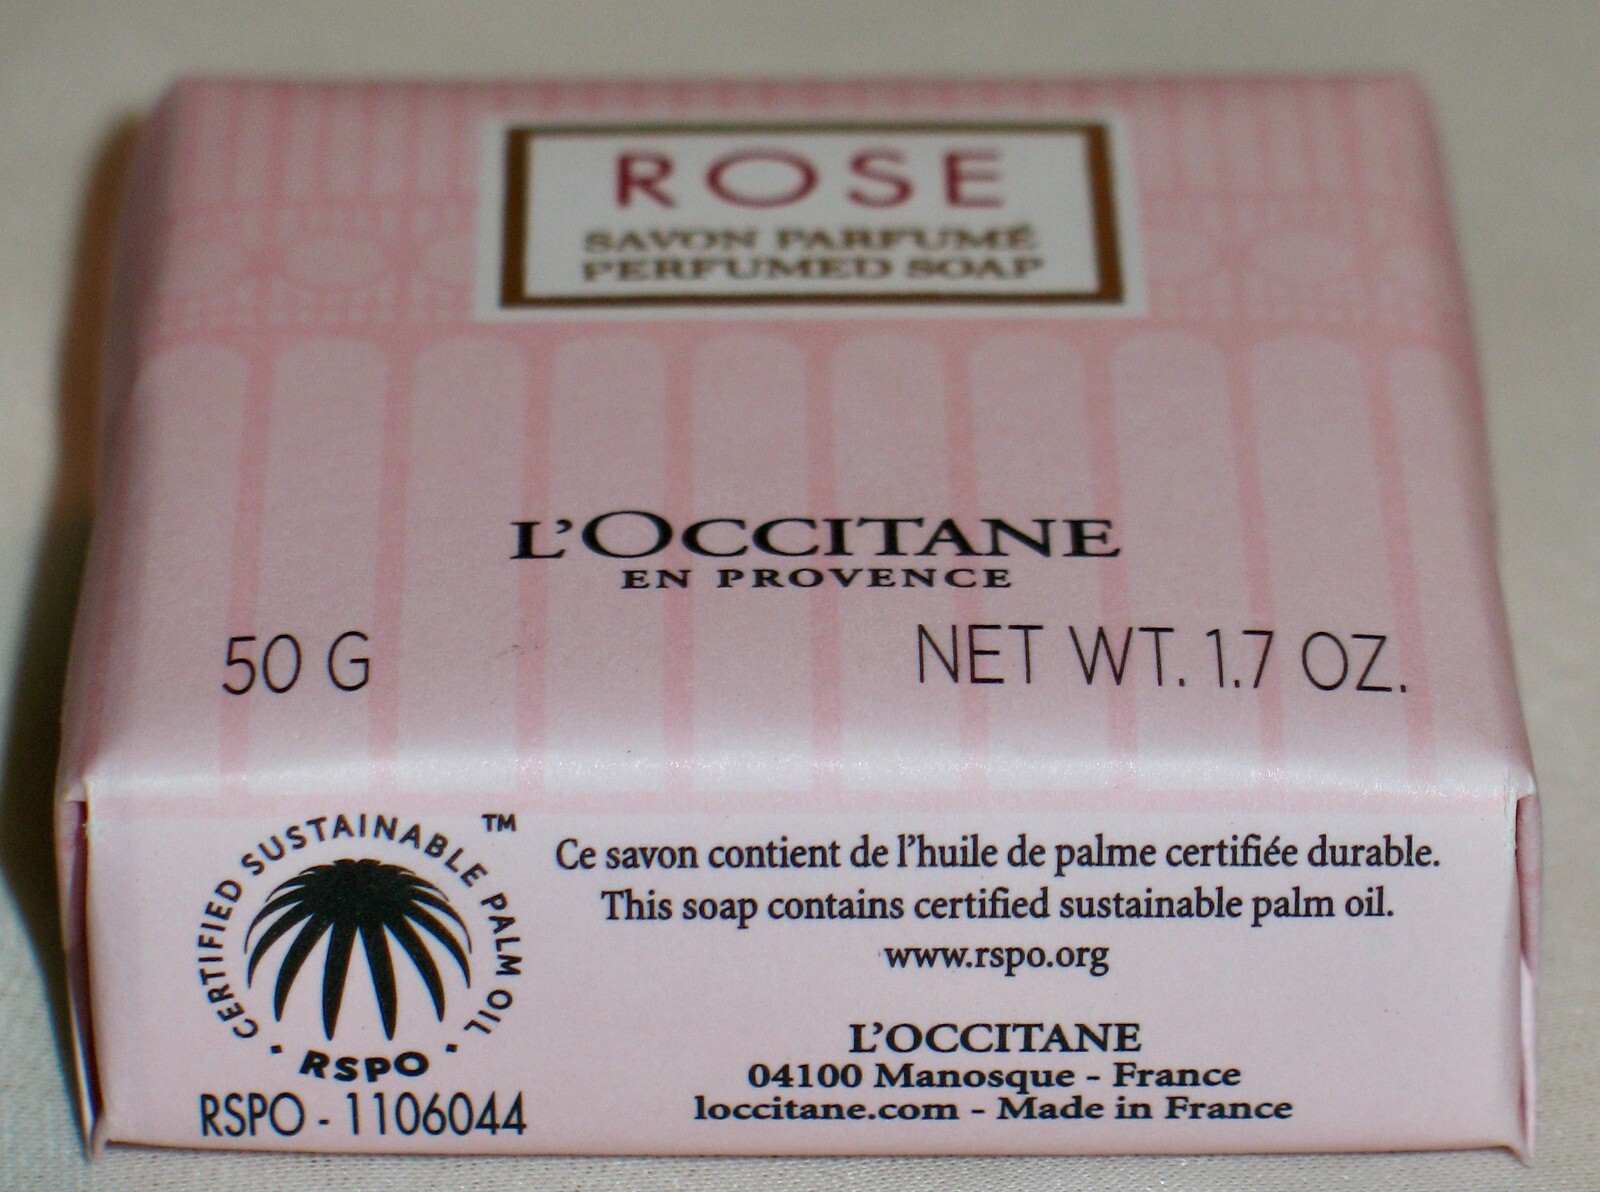 ROSE
SAVON PARFUMÉ
PERFUMED SOAP
L'OCCITANE
EN PROVENCE
50 G
NET WT. 1.7 OZ.
CERTIFIED SUSTAINABLE PALM OIL ™
• RSPO •
RSPO - 1106044
Ce savon contient de l'huile de palme certifiée durable.
This soap contains certified sustainable palm oil.
www.rspo.org
L'OCCITANE
04100 Manosque - France
loccitane.com - Made in France